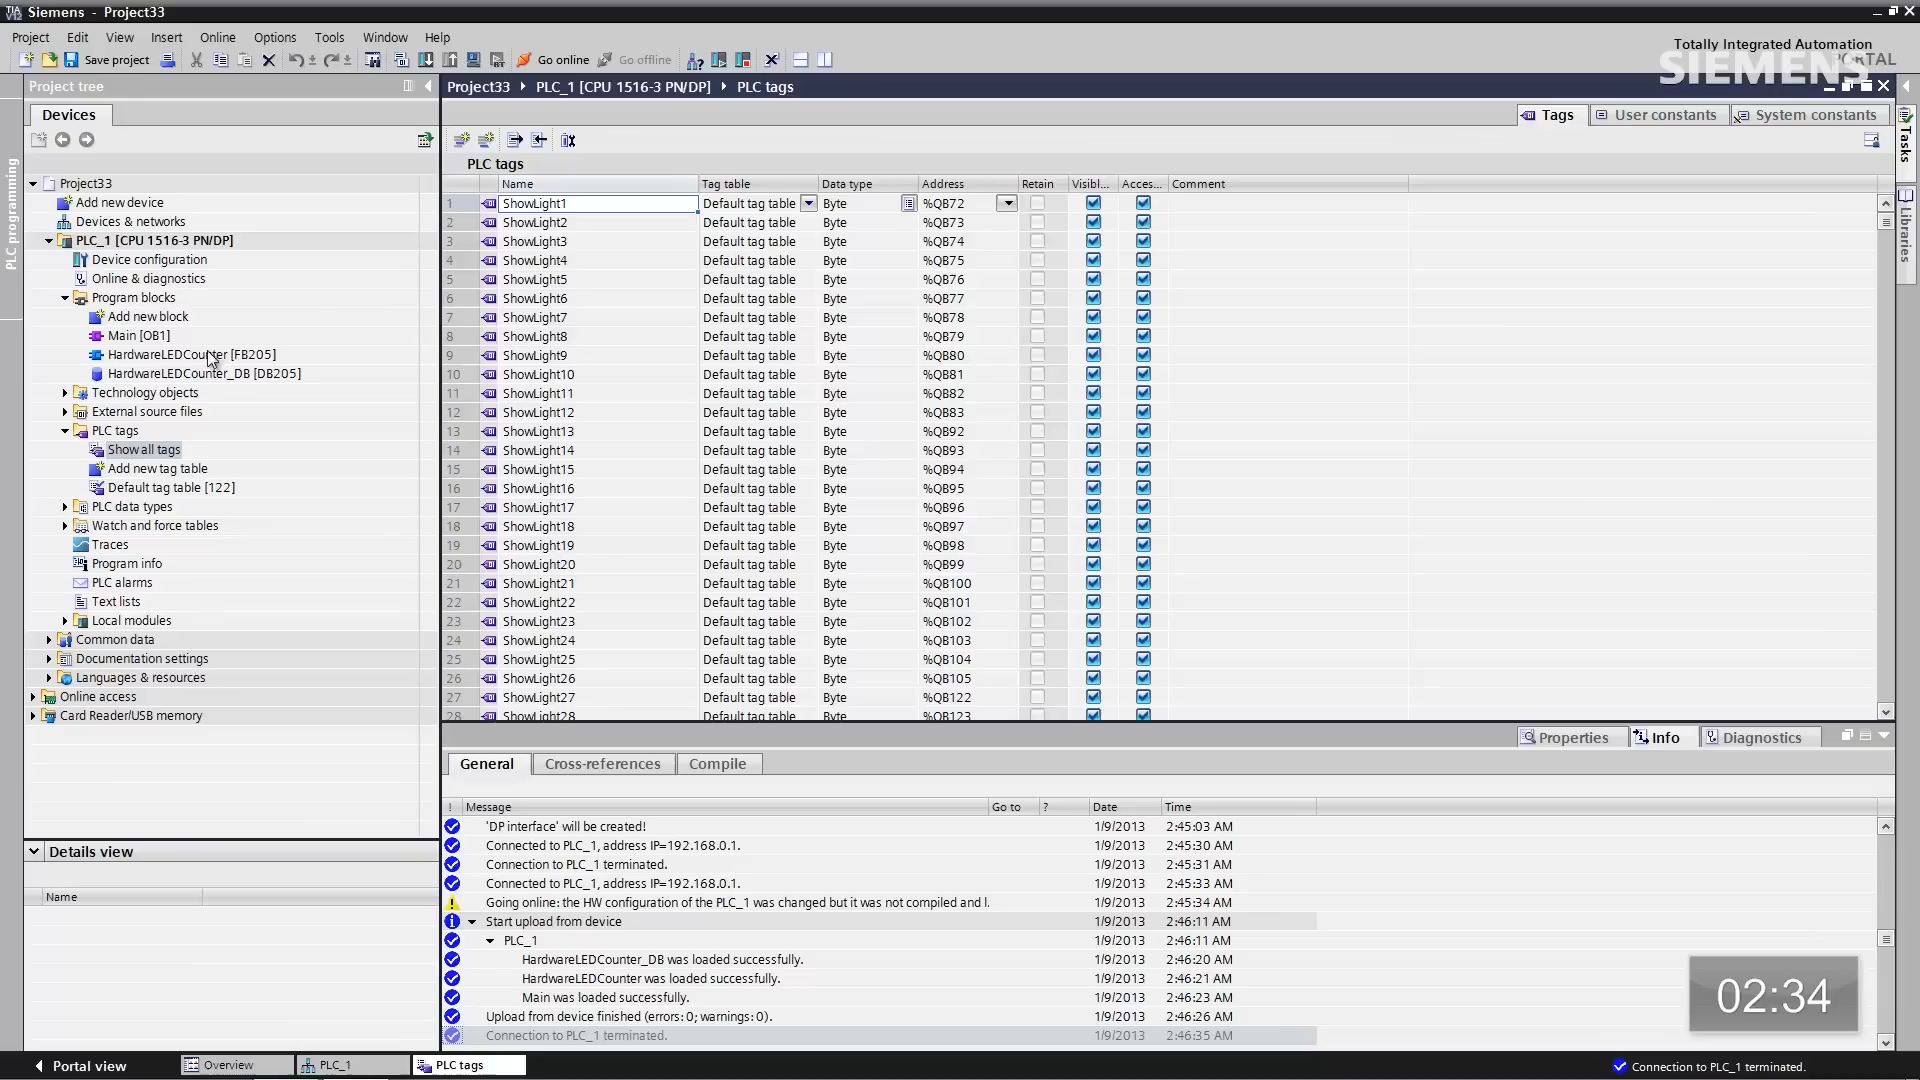 Siemens - Project33
Project Edit View Insert Online Options Tools Window Help
Totally Integrated Automation
PORTAL
SIEMENS
Save project Go online Go offline
Project tree
Project33 PLC_1 [CPU 1516-3 PN/DP] PLC tags
Devices
Tags User constants System constants
PLC programming
Tasks
Libraries
Project33
Add new device
Devices & networks
PLC_1 [CPU 1516-3 PN/DP]
Device configuration
Online & diagnostics
Program blocks
Add new block
Main [OB1]
HardwareLEDCounter [FB205]
HardwareLEDCounter_DB [DB205]
Technology objects
External source files
PLC tags
Show all tags
Add new tag table
Default tag table [122]
PLC data types
Watch and force tables
Traces
Program info
PLC alarms
Text lists
Local modules
Common data
Documentation settings
Languages & resources
Online access
Card Reader/USB memory
Details view
Name
PLC tags
Name Tag table Data type Address Retain Visibl... Acces... Comment
1 ShowLight1 Default tag table Byte %QB72
2 ShowLight2 Default tag table Byte %QB73
3 ShowLight3 Default tag table Byte %QB74
4 ShowLight4 Default tag table Byte %QB75
5 ShowLight5 Default tag table Byte %QB76
6 ShowLight6 Default tag table Byte %QB77
7 ShowLight7 Default tag table Byte %QB78
8 ShowLight8 Default tag table Byte %QB79
9 ShowLight9 Default tag table Byte %QB80
10 ShowLight10 Default tag table Byte %QB81
11 ShowLight11 Default tag table Byte %QB82
12 ShowLight12 Default tag table Byte %QB83
13 ShowLight13 Default tag table Byte %QB92
14 ShowLight14 Default tag table Byte %QB93
15 ShowLight15 Default tag table Byte %QB94
16 ShowLight16 Default tag table Byte %QB95
17 ShowLight17 Default tag table Byte %QB96
18 ShowLight18 Default tag table Byte %QB97
19 ShowLight19 Default tag table Byte %QB98
20 ShowLight20 Default tag table Byte %QB99
21 ShowLight21 Default tag table Byte %QB100
22 ShowLight22 Default tag table Byte %QB101
23 ShowLight23 Default tag table Byte %QB102
24 ShowLight24 Default tag table Byte %QB103
25 ShowLight25 Default tag table Byte %QB104
26 ShowLight26 Default tag table Byte %QB105
27 ShowLight27 Default tag table Byte %QB122
28 ShowLight28 Default tag table Byte %QB123
Properties Info Diagnostics
General Cross-references Compile
! Message Go to ? Date Time
'DP interface' will be created! 1/9/2013 2:45:03 AM
Connected to PLC_1, address IP=192.168.0.1. 1/9/2013 2:45:30 AM
Connection to PLC_1 terminated. 1/9/2013 2:45:31 AM
Connected to PLC_1, address IP=192.168.0.1. 1/9/2013 2:45:33 AM
Going online: the HW configuration of the PLC_1 was changed but it was not compiled and l. 1/9/2013 2:45:34 AM
Start upload from device 1/9/2013 2:46:11 AM
PLC_1 1/9/2013 2:46:11 AM
HardwareLEDCounter_DB was loaded successfully. 1/9/2013 2:46:20 AM
HardwareLEDCounter was loaded successfully. 1/9/2013 2:46:21 AM
Main was loaded successfully. 1/9/2013 2:46:23 AM
Upload from device finished (errors: 0; warnings: 0). 1/9/2013 2:46:26 AM
Connection to PLC_1 terminated. 1/9/2013 2:46:35 AM
02:34
Portal view Overview PLC_1 PLC tags Connection to PLC_1 terminated.